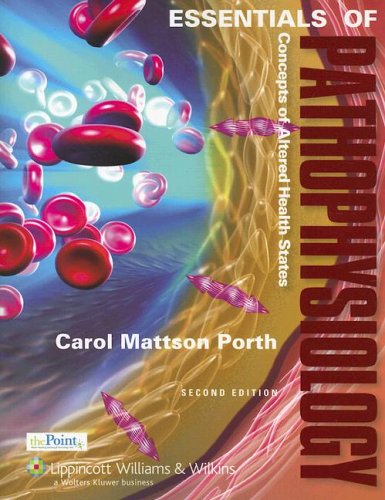 ESSENTIALS OF
PATHOPHYSIOLOGY
Concepts of Altered Health States
Carol Mattson Porth
SECOND EDITION
thePoint
Lippincott Williams & Wilkins
a Wolters Kluwer business